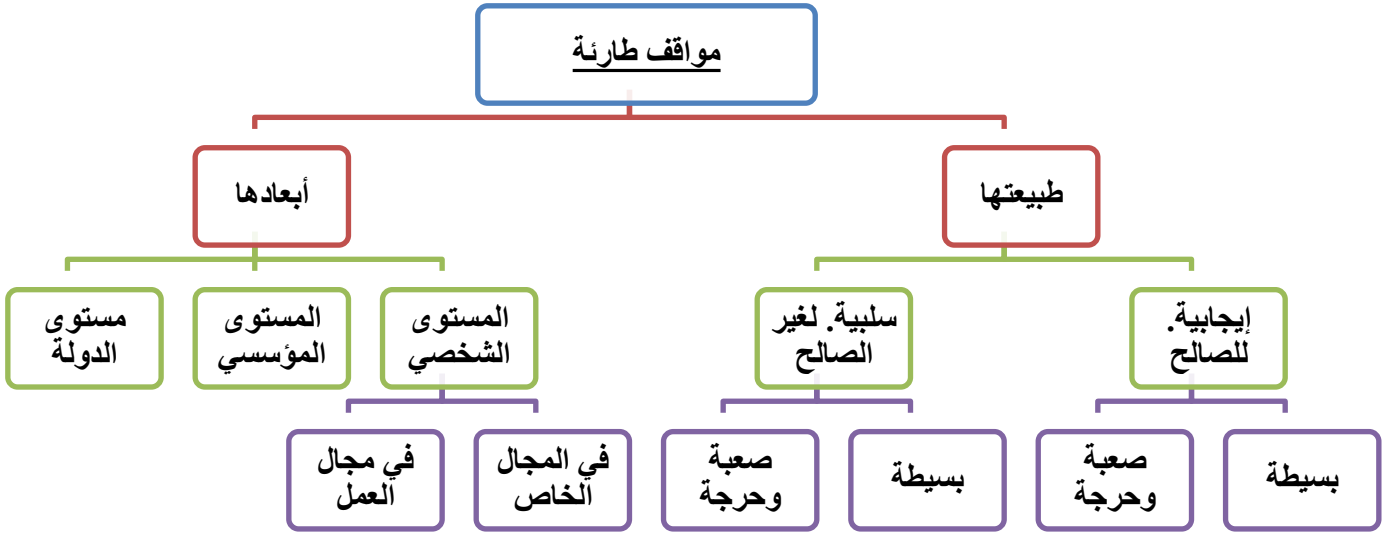 مواقف طارئة
طبيعتها
أبعادها
إيجابية.
للصالح
سلبية. لغير
الصالح
المستوى
الشخصي
المستوى
المؤسسي
مستوى
الدولة
بسيطة
صعبة
وحرجة
بسيطة
صعبة
وحرجة
في المجال
الخاص
في مجال
العمل